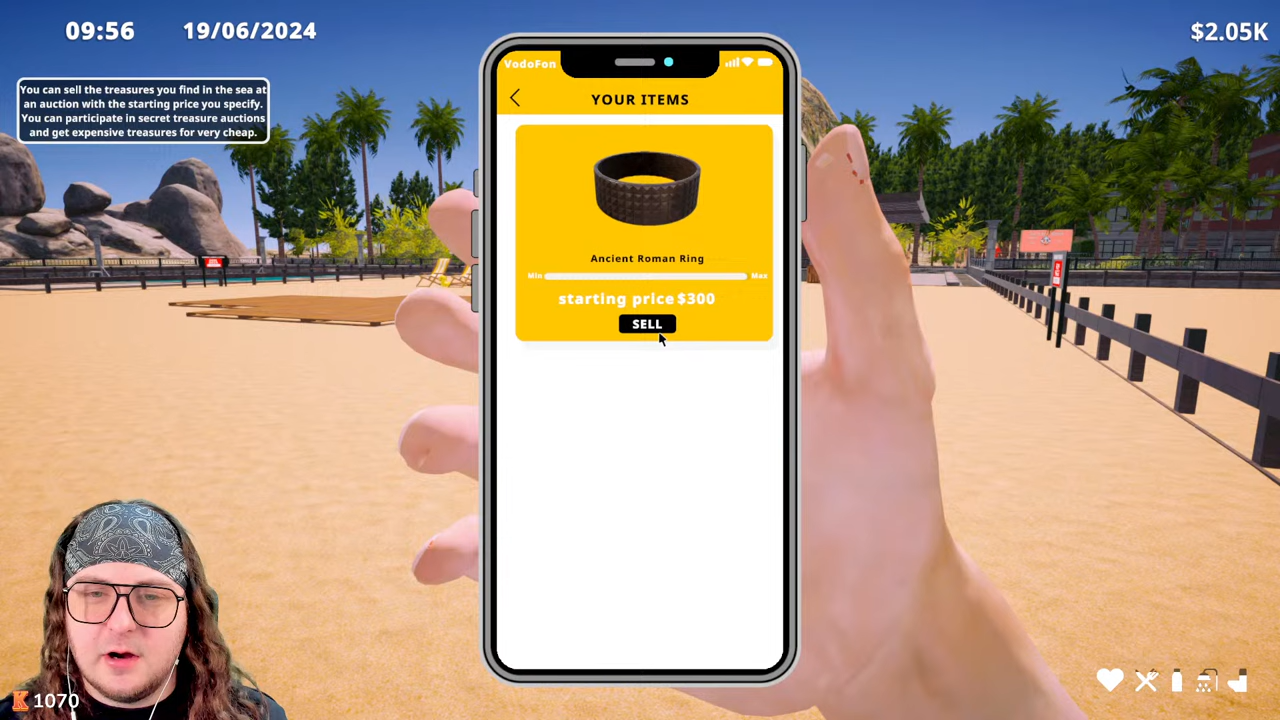 09:56
19/06/2024
$2.05K
You can sell the treasures you find in the sea at
an auction with the starting price you specify.
You can participate in secret treasure auctions
and get expensive treasures for very cheap.
VodoFon
YOUR ITEMS
Ancient Roman Ring
Min
Max
starting price $300
SELL
K 1070